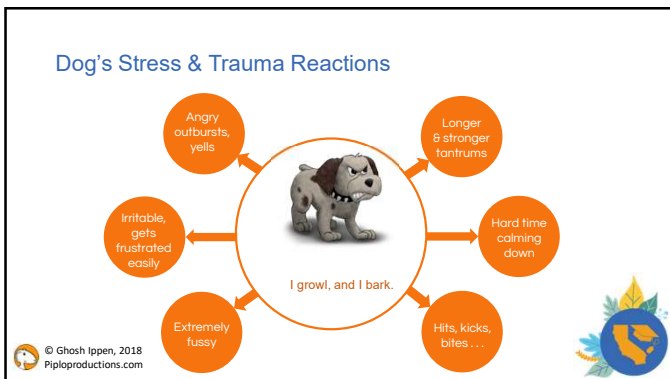 Dog's Stress & Trauma Reactions
Angry
outbursts,
yells
Longer
& stronger
tantrums
Irritable,
gets
frustrated
easily
I growl, and I bark.
Hard time
calming
down
Extremely
fussy
Hits, kicks,
bites . . .
© Ghosh Ippen, 2018
Piploproductions.com